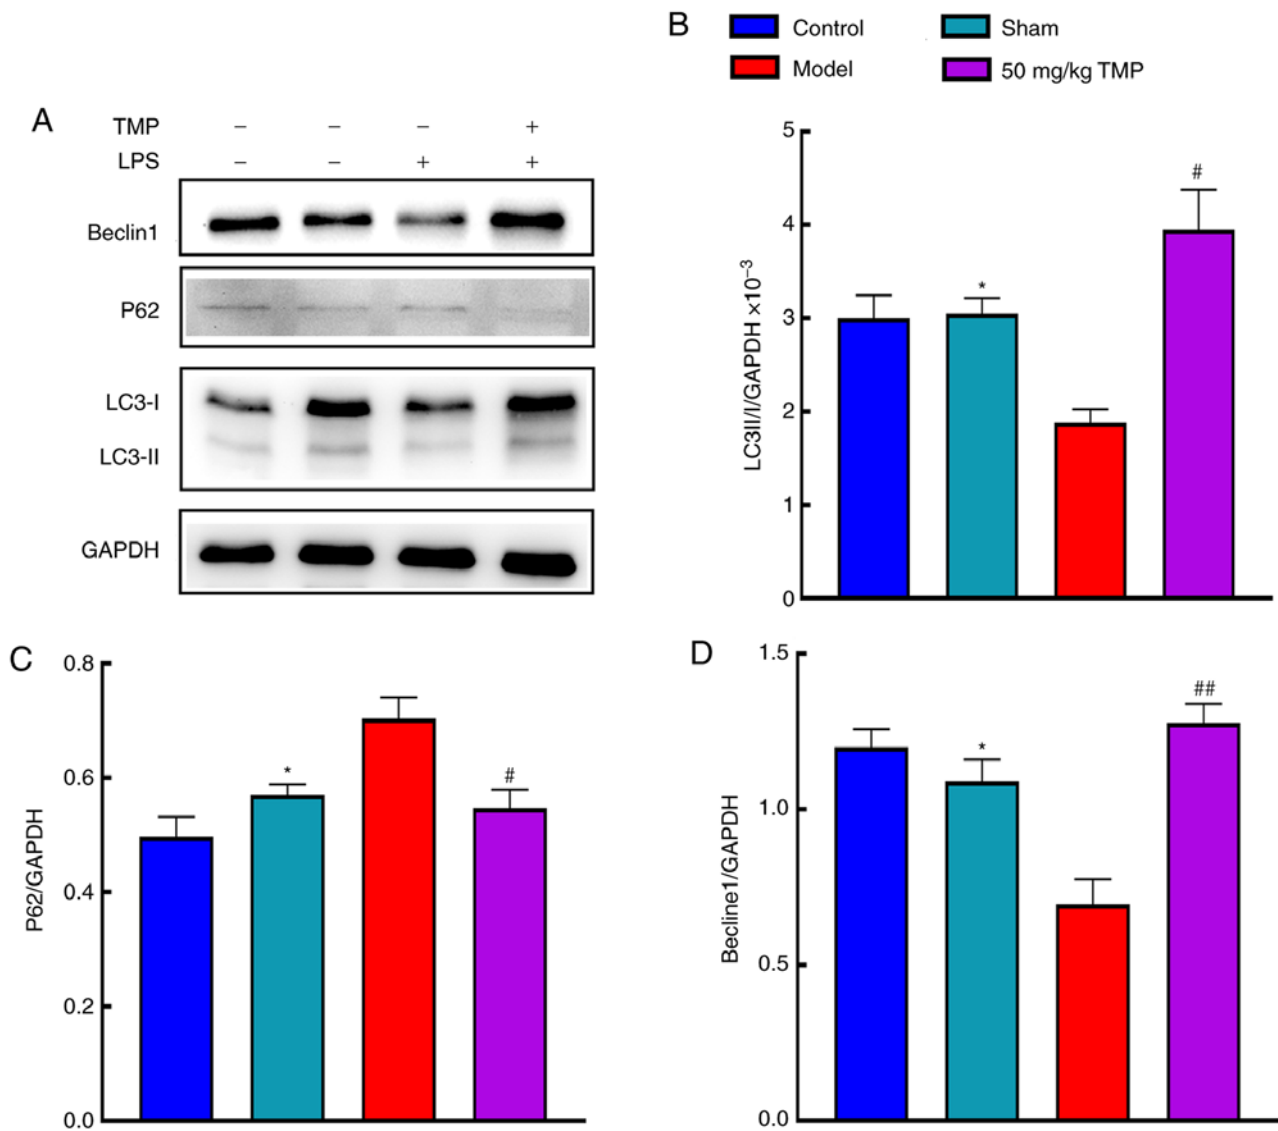 B
Control
Sham
Model
50 mg/kg TMP
A
TMP – – – +
LPS – – + +
Beclin1
P62
LC3-I
LC3-II
GAPDH
5
4
3
2
1
0
LC3II/I/GAPDH ×10⁻³
*
#
C
0.8
0.6
0.4
0.2
0.0
P62/GAPDH
*
#
D
1.5
1.0
0.5
0.0
Becline1/GAPDH
*
##